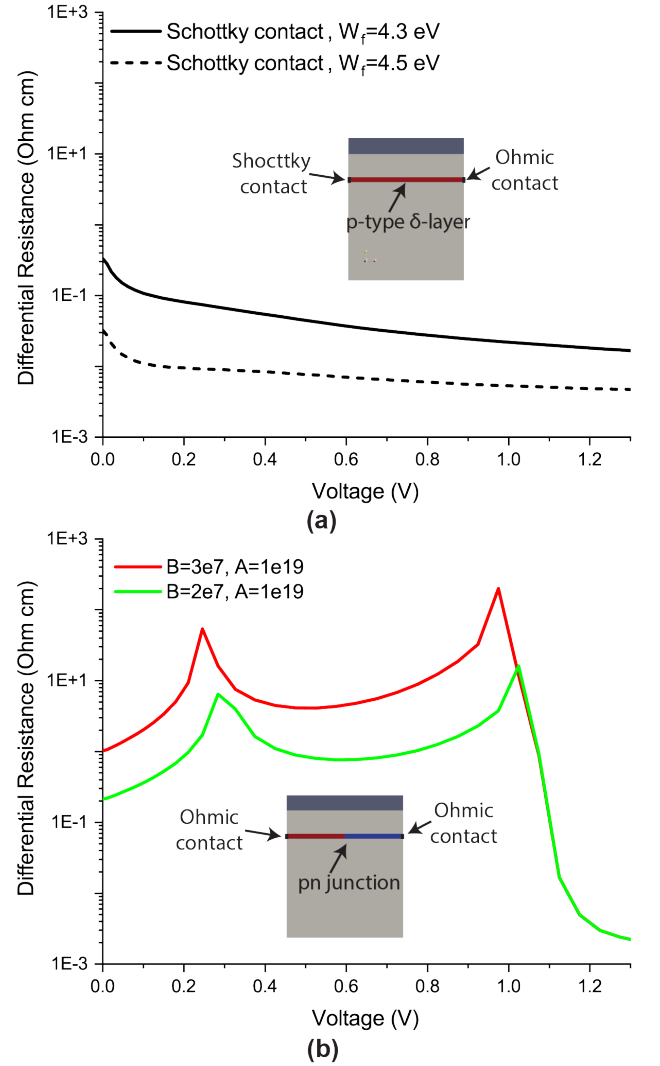 1E+3
Schottky contact , Wf=4.3 eV
Schottky contact , Wf=4.5 eV
1E+1
1E-1
1E-3
Differential Resistance (Ohm cm)
Shocttky
contact
Ohmic
contact
p-type δ-layer
0.0 0.2 0.4 0.6 0.8 1.0 1.2
Voltage (V)
(a)
1E+3
B=3e7, A=1e19
B=2e7, A=1e19
1E+1
1E-1
1E-3
Differential Resistance (Ohm cm)
Ohmic
contact
Ohmic
contact
pn junction
0.0 0.2 0.4 0.6 0.8 1.0 1.2
Voltage (V)
(b)